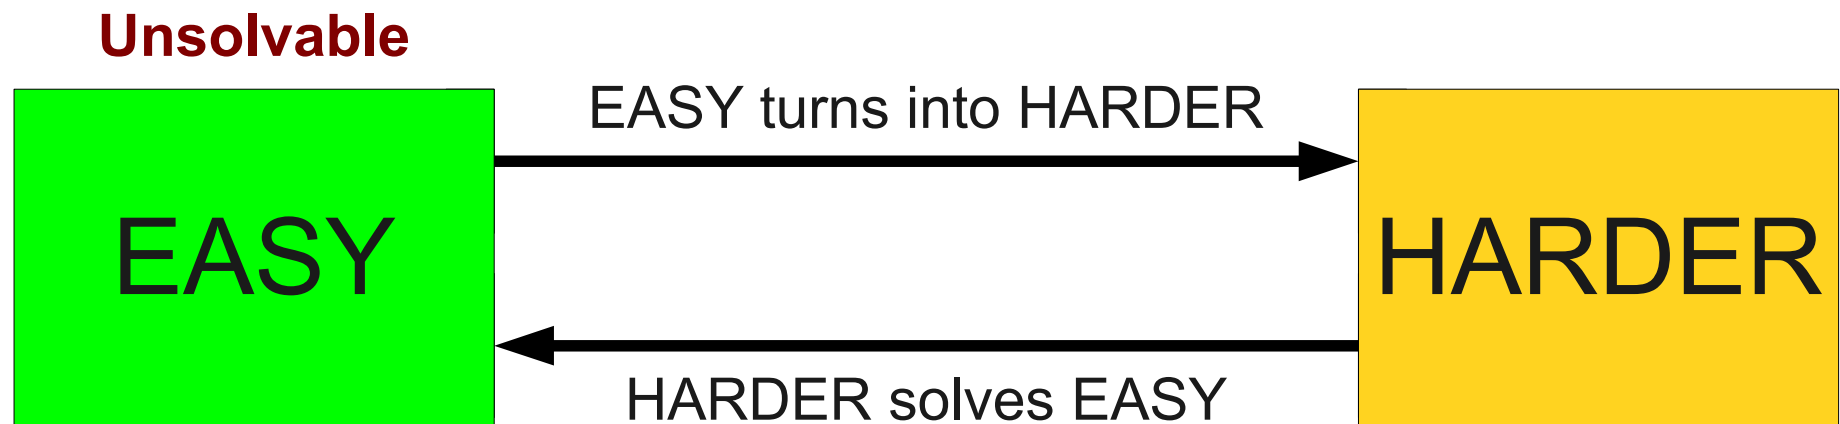 Unsolvable
EASY turns into HARDER
EASY
HARDER
HARDER solves EASY